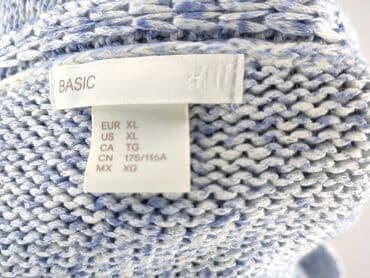 BASIC
EUR XL
US XL
CA TG
CN 175/116A
MX XG